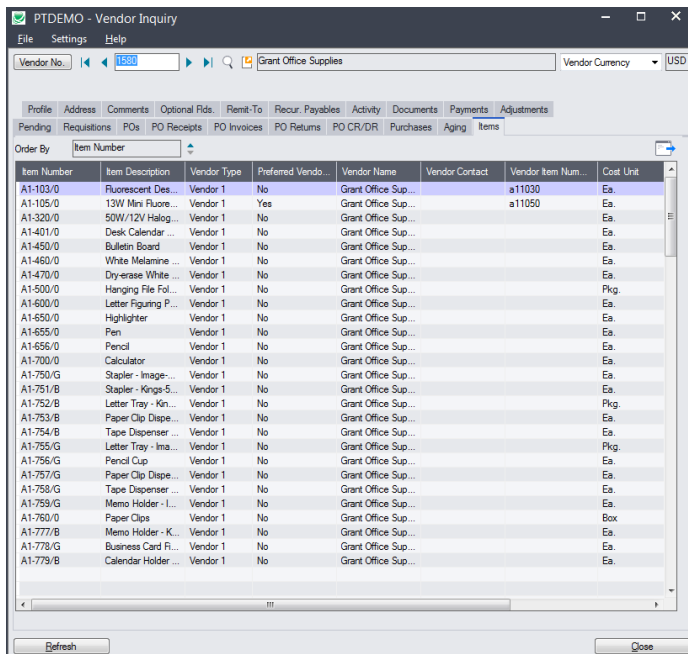 PTDEMO - Vendor Inquiry
File Settings Help
Vendor No. 1580 Grant Office Supplies Vendor Currency USD
Profile Address Comments Optional Flds. Remit-To Recur. Payables Activity Documents Payments Adjustments
Pending Requisitions POs PO Receipts PO Invoices PO Returns PO CR/DR Purchases Aging Items
Order By Item Number
Item Number Item Description Vendor Type Preferred Vendo... Vendor Name Vendor Contact Vendor Item Num... Cost Unit
A1-103/0 Fluorescent Des... Vendor 1 No Grant Office Sup... a11030 Ea.
A1-105/0 13W Mini Fluore... Vendor 1 Yes Grant Office Sup... a11050 Ea.
A1-320/0 50W/12V Halog... Vendor 1 No Grant Office Sup... Ea.
A1-401/0 Desk Calendar ... Vendor 1 No Grant Office Sup... Ea.
A1-450/0 Bulletin Board Vendor 1 No Grant Office Sup... Ea.
A1-460/0 White Melamine ... Vendor 1 No Grant Office Sup... Ea.
A1-470/0 Dry-erase White ... Vendor 1 No Grant Office Sup... Ea.
A1-500/0 Hanging File Fol... Vendor 1 No Grant Office Sup... Pkg.
A1-600/0 Letter Figuring P... Vendor 1 No Grant Office Sup... Ea.
A1-650/0 Highlighter Vendor 1 No Grant Office Sup... Ea.
A1-655/0 Pen Vendor 1 No Grant Office Sup... Ea.
A1-656/0 Pencil Vendor 1 No Grant Office Sup... Ea.
A1-700/0 Calculator Vendor 1 No Grant Office Sup... Ea.
A1-750/G Stapler - Image-... Vendor 1 No Grant Office Sup... Ea.
A1-751/B Stapler - Kings-5... Vendor 1 No Grant Office Sup... Ea.
A1-752/B Letter Tray - Kin... Vendor 1 No Grant Office Sup... Pkg.
A1-753/B Paper Clip Dispe... Vendor 1 No Grant Office Sup... Ea.
A1-754/B Tape Dispenser ... Vendor 1 No Grant Office Sup... Ea.
A1-755/G Letter Tray - Ima... Vendor 1 No Grant Office Sup... Pkg.
A1-756/G Pencil Cup Vendor 1 No Grant Office Sup... Ea.
A1-757/G Paper Clip Dispe... Vendor 1 No Grant Office Sup... Ea.
A1-758/G Tape Dispenser ... Vendor 1 No Grant Office Sup... Ea.
A1-759/G Memo Holder - I... Vendor 1 No Grant Office Sup... Ea.
A1-760/0 Paper Clips Vendor 1 No Grant Office Sup... Box
A1-777/B Memo Holder - K... Vendor 1 No Grant Office Sup... Ea.
A1-778/G Business Card Fi... Vendor 1 No Grant Office Sup... Ea.
A1-779/B Calendar Holder ... Vendor 1 No Grant Office Sup... Ea.
Refresh Close